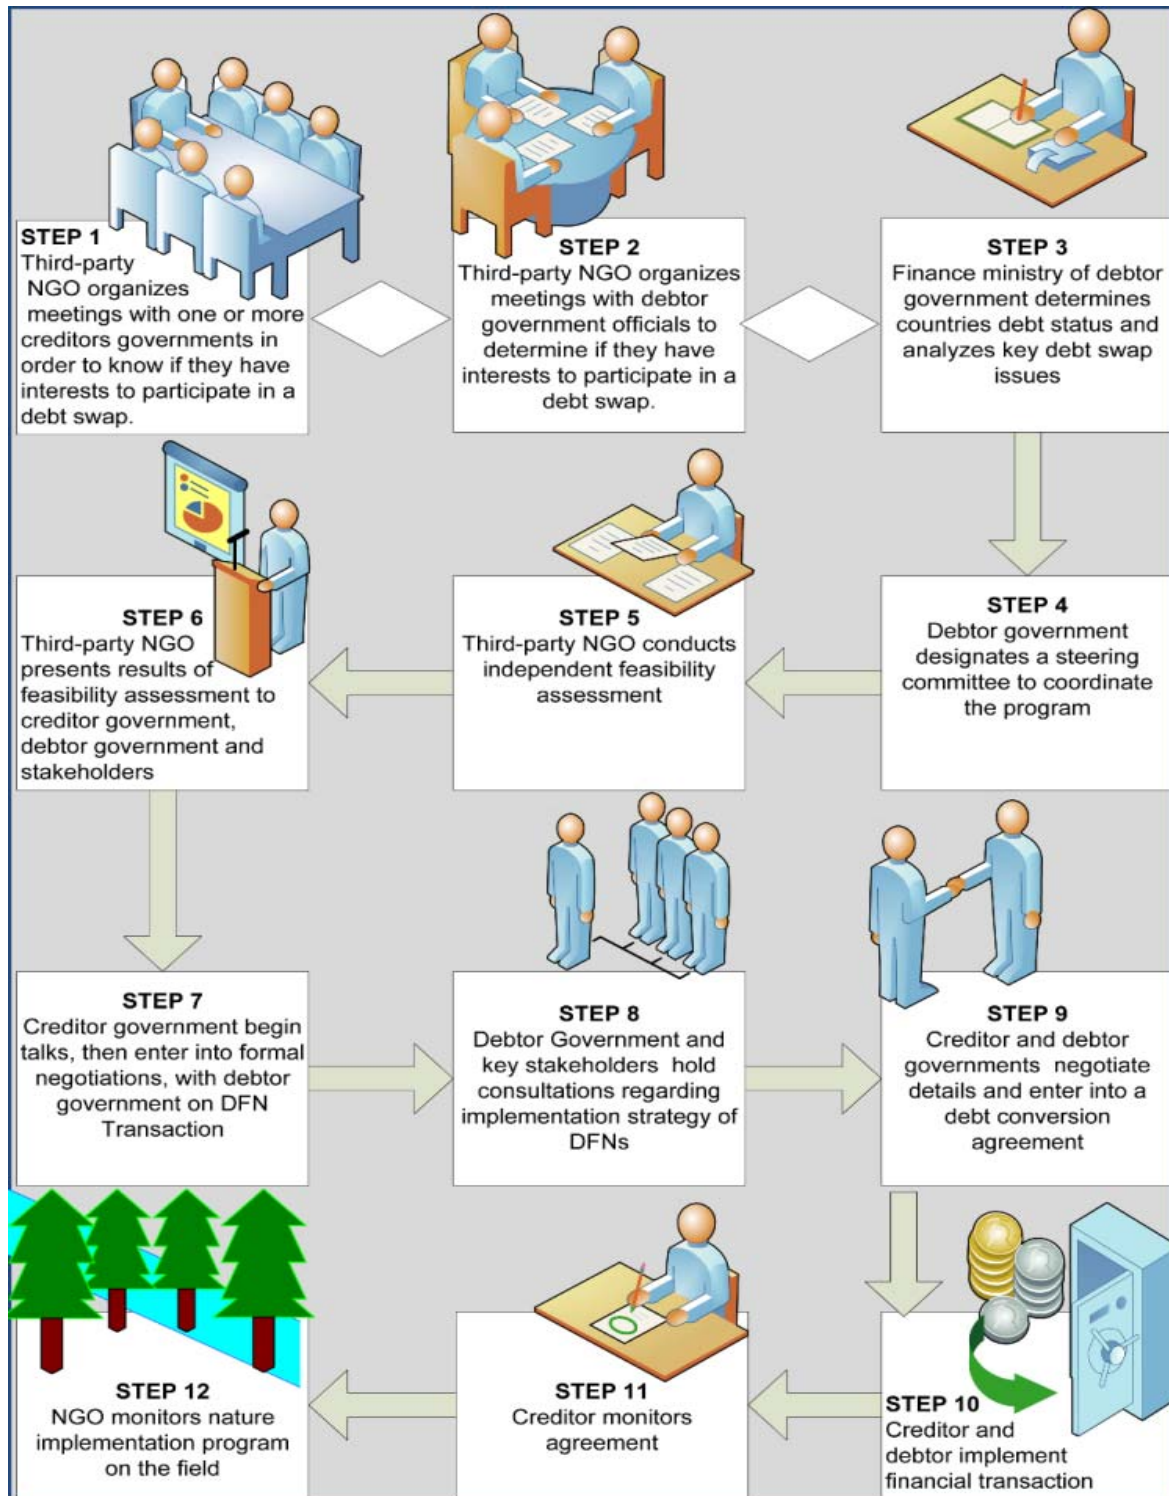 STEP 1
Third-party
NGO organizes
meetings with one or more
creditors governments in
order to know if they have
interests to participate in a
debt swap.
STEP 2
Third-party NGO organizes
meetings with debtor
government officials to
determine if they have
interests to participate in a
debt swap.
STEP 3
Finance ministry of debtor
government determines
countries debt status and
analyzes key debt swap
issues
STEP 4
Debtor government
designates a steering
committee to coordinate
the program
STEP 5
Third-party NGO conducts
independent feasibility
assessment
STEP 6
Third-party NGO
presents results of
feasibility assessment to
creditor government,
debtor government and
stakeholders
STEP 7
Creditor government begin
talks, then enter into formal
negotiations, with debtor
government on DFN
Transaction
STEP 8
Debtor Government and
key stakeholders hold
consultations regarding
implementation strategy of
DFNs
STEP 9
Creditor and debtor
governments negotiate
details and enter into a
debt conversion
agreement
STEP 10
Creditor and
debtor implement
financial transaction
STEP 11
Creditor monitors
agreement
STEP 12
NGO monitors nature
implementation program
on the field